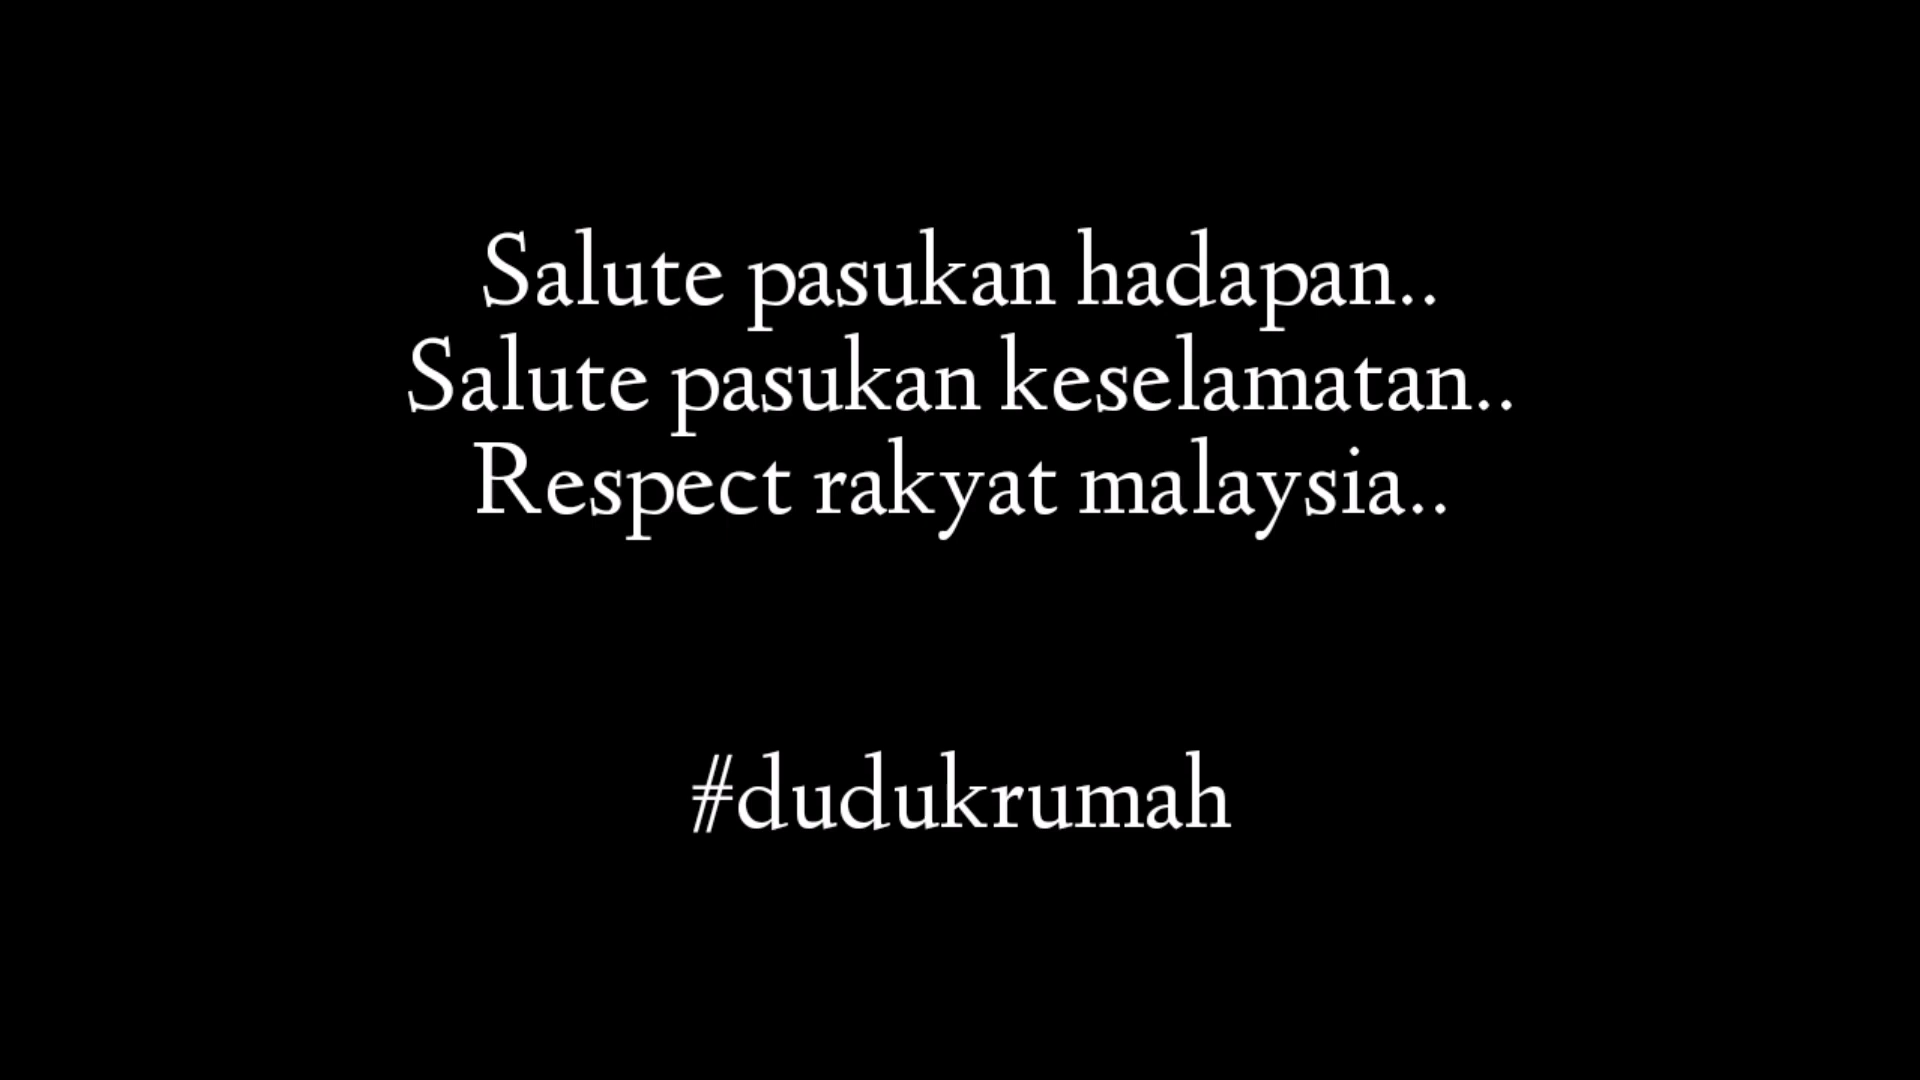 Salute pasukan hadapan..
Salute pasukan keselamatan..
Respect rakyat malaysia..
#dudukrumah